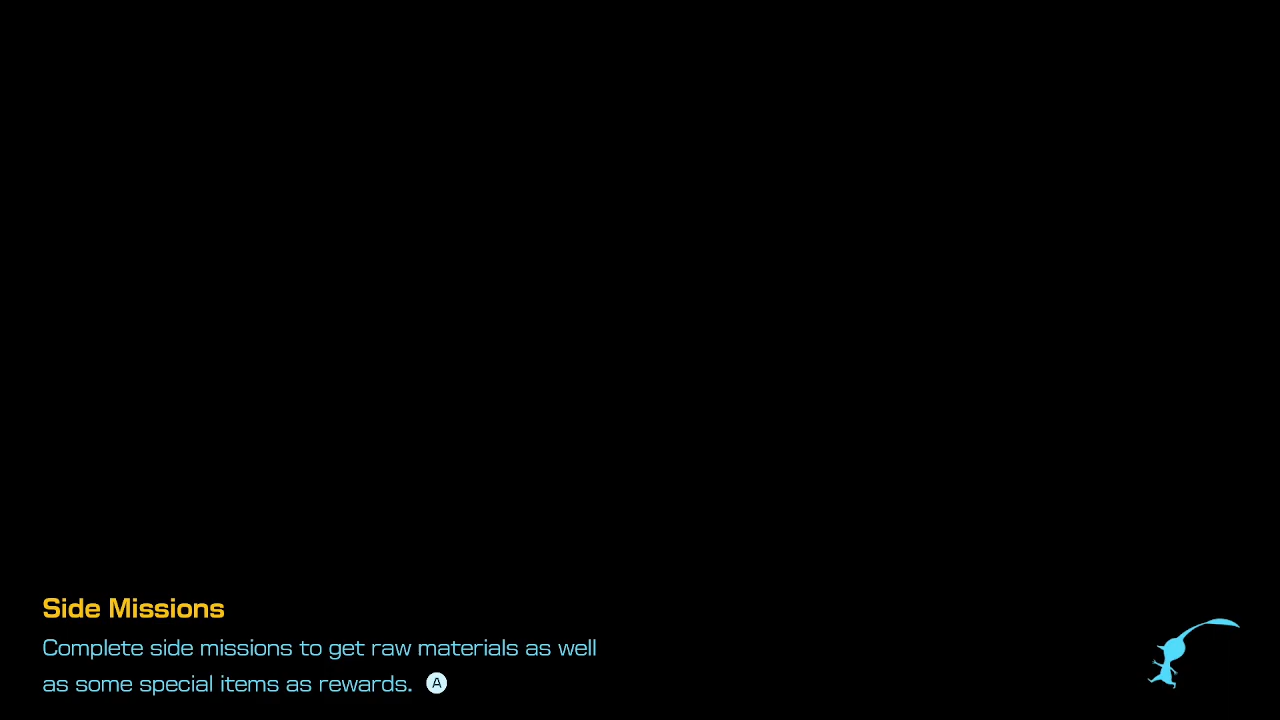 Side Missions
Complete side missions to get raw materials as well
as some special items as rewards. A